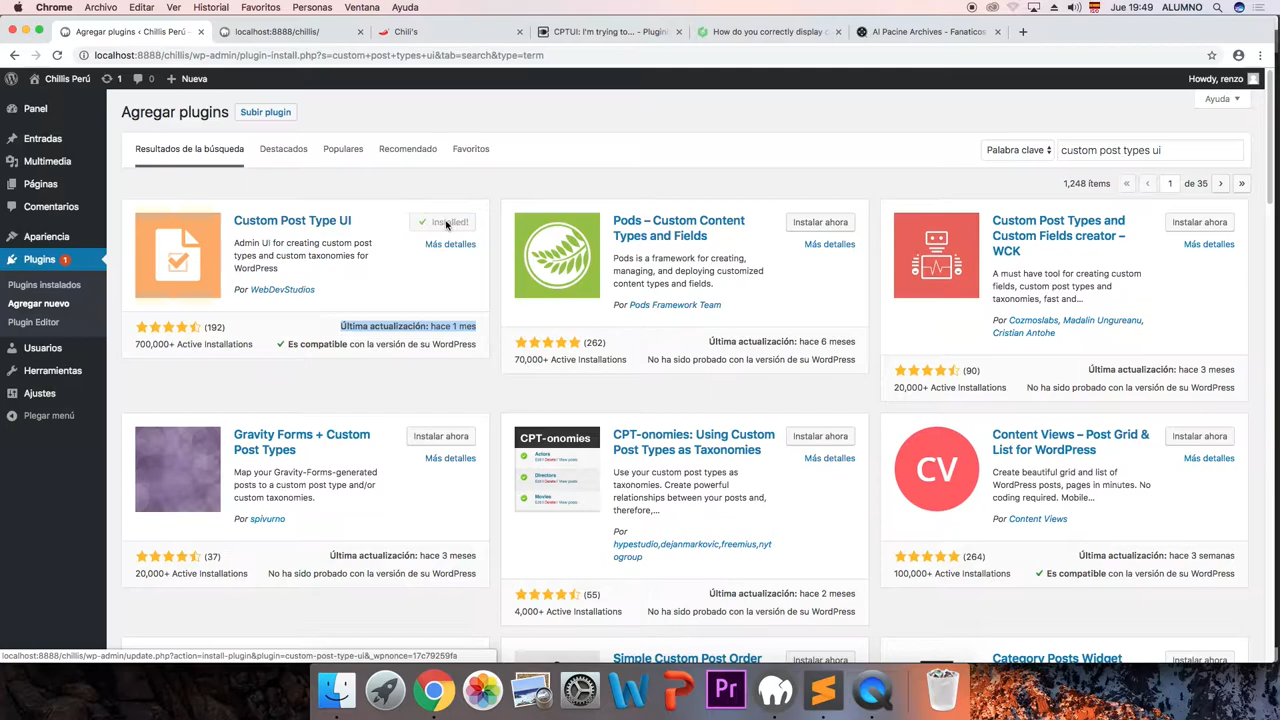 Chrome Archivo Editar Ver Historial Favoritos Personas Ventana Ayuda Jue 19:49 ALUMNO
Agregar plugins ‹ Chillis Perú — localhost:8888/chillis/ Chili's CPTUI: I'm trying to... - Plugin How do you correctly display c Al Pacine Archives - Fanaticos
localhost:8888/chillis/wp-admin/plugin-install.php?s=custom+post+types+ui&tab=search&type=term
Chillis Perú 1 0 Nueva Howdy, renzo
Ayuda
Panel
Entradas
Multimedia
Páginas
Comentarios
Apariencia
Plugins 1
Plugins instalados
Agregar nuevo
Plugin Editor
Usuarios
Herramientas
Ajustes
Plegar menú
Agregar plugins Subir plugin
Resultados de la búsqueda Destacados Populares Recomendado Favoritos Palabra clave custom post types ui
1,248 ítems « ‹ 1 de 35 › »
Custom Post Type UI
Installed!
Más detalles
Admin UI for creating custom post
types and custom taxonomies for
WordPress
Por WebDevStudios
(192)
Última actualización: hace 1 mes
700,000+ Active Installations
Es compatible con la versión de su WordPress
Pods – Custom Content
Types and Fields
Instalar ahora
Más detalles
Pods is a framework for creating,
managing, and deploying customized
content types and fields.
Por Pods Framework Team
(262)
Última actualización: hace 6 meses
70,000+ Active Installations
No ha sido probado con la versión de su WordPress
Custom Post Types and
Custom Fields creator –
WCK
Instalar ahora
Más detalles
A must have tool for creating custom
fields, custom post types and
taxonomies, fast and...
Por Cozmoslabs, Madalin Ungureanu,
Cristian Antohe
(90)
Última actualización: hace 3 meses
20,000+ Active Installations
No ha sido probado con la versión de su WordPress
Gravity Forms + Custom
Post Types
Instalar ahora
Más detalles
Map your Gravity-Forms-generated
posts to a custom post type and/or
custom taxonomies.
Por spivurno
(37)
Última actualización: hace 3 meses
20,000+ Active Installations
No ha sido probado con la versión de su WordPress
CPT-onomies
Actors
Directors
Movies
CPT-onomies: Using Custom
Post Types as Taxonomies
Instalar ahora
Más detalles
Use your custom post types as
taxonomies. Create powerful
relationships between your posts and,
therefore,...
Por
hypestudio,dejanmarkovic,freemius,nyt
ogroup
(55)
Última actualización: hace 2 meses
4,000+ Active Installations
No ha sido probado con la versión de su WordPress
CV
Content Views – Post Grid &
List for WordPress
Instalar ahora
Más detalles
Create beautiful grid and list of
WordPress posts, pages in minutes. No
coding required. Mobile...
Por Content Views
(264)
Última actualización: hace 3 semanas
100,000+ Active Installations
Es compatible con la versión de su WordPress
Simple Custom Post Order
Instalar ahora
Category Posts Widget
Instalar ahora
localhost:8888/chillis/wp-admin/update.php?action=install-plugin&plugin=custom-post-type-ui&_wpnonce=17c79259fa
Pr